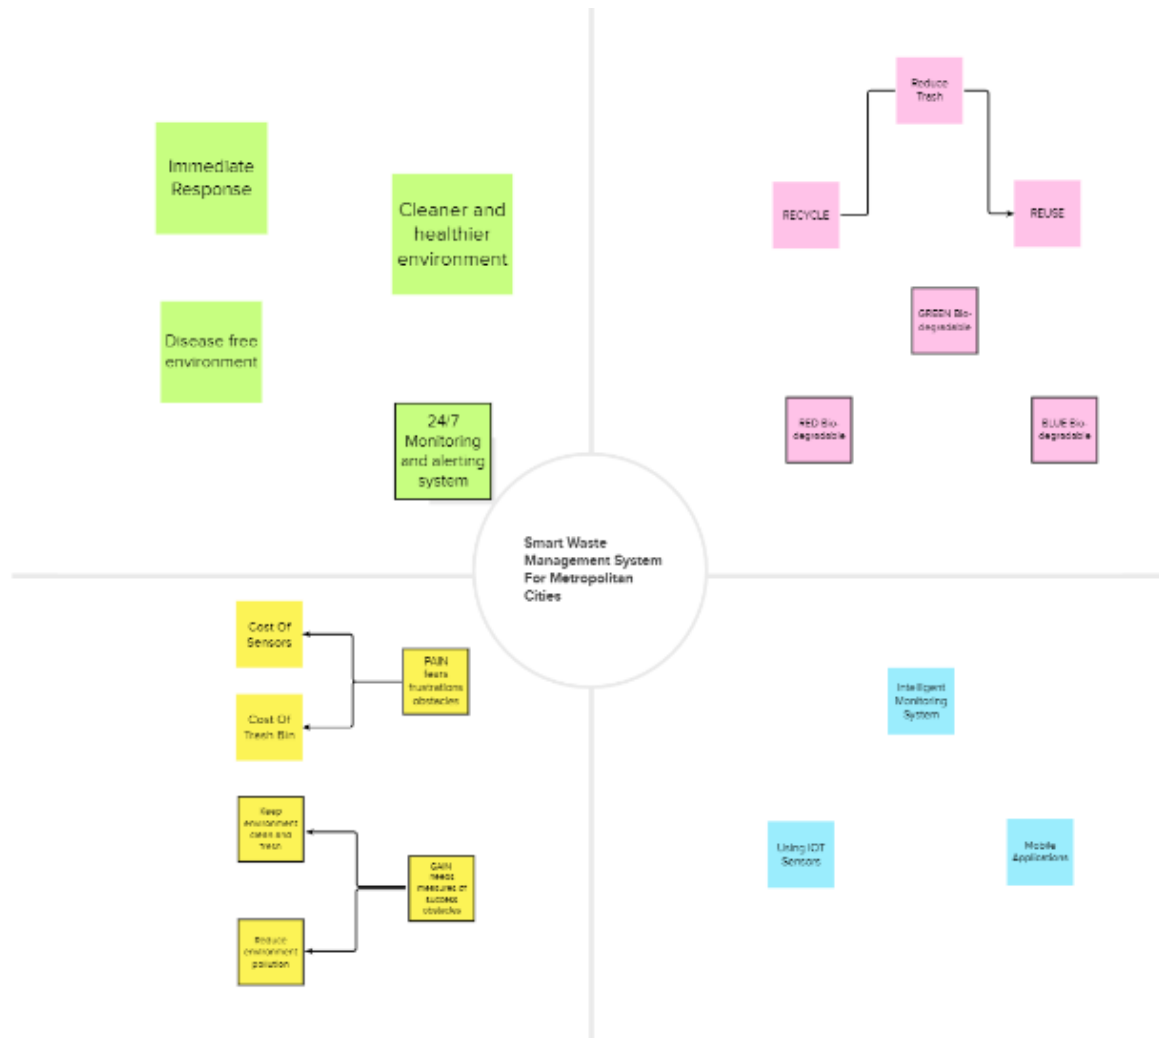 Immediate
Response
Cleaner and
healthier
environment
Disease free
environment
24/7
Monitoring
and alerting
system
Reduce
Trash
RECYCLE
REUSE
GREEN Bio-
degradable
RED Bio-
degradable
BLUE Bio-
degradable
Smart Waste
Management System
For Metropolitan
Cities
Cost Of
Sensors
Cost Of
Trash Bin
PAIN
fears
frustrations
obstacles
Keep
environment
clean and
fresh
Reduce
environment
pollution
GAIN
needs
measures of
success
obstacles
Intelligent
Monitoring
System
Using IOT
Sensors
Mobile
Applications